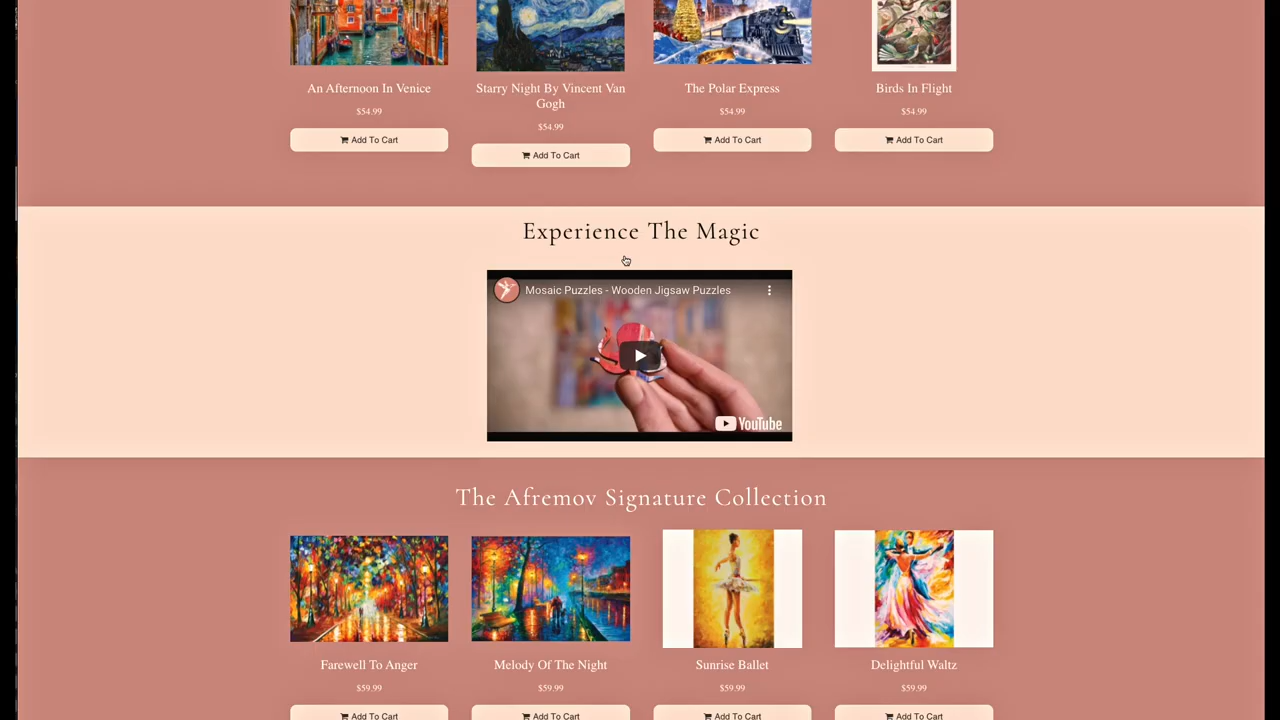 An Afternoon In Venice
Starry Night By Vincent Van
Gogh
The Polar Express
Birds In Flight
$54.99
$54.99
$54.99
$54.99
Add To Cart
Add To Cart
Add To Cart
Add To Cart
Experience The Magic
Mosaic Puzzles - Wooden Jigsaw Puzzles
YouTube
The Afremov Signature Collection
Farewell To Anger
Melody Of The Night
Sunrise Ballet
Delightful Waltz
$59.99
$59.99
$59.99
$59.99
Add To Cart
Add To Cart
Add To Cart
Add To Cart